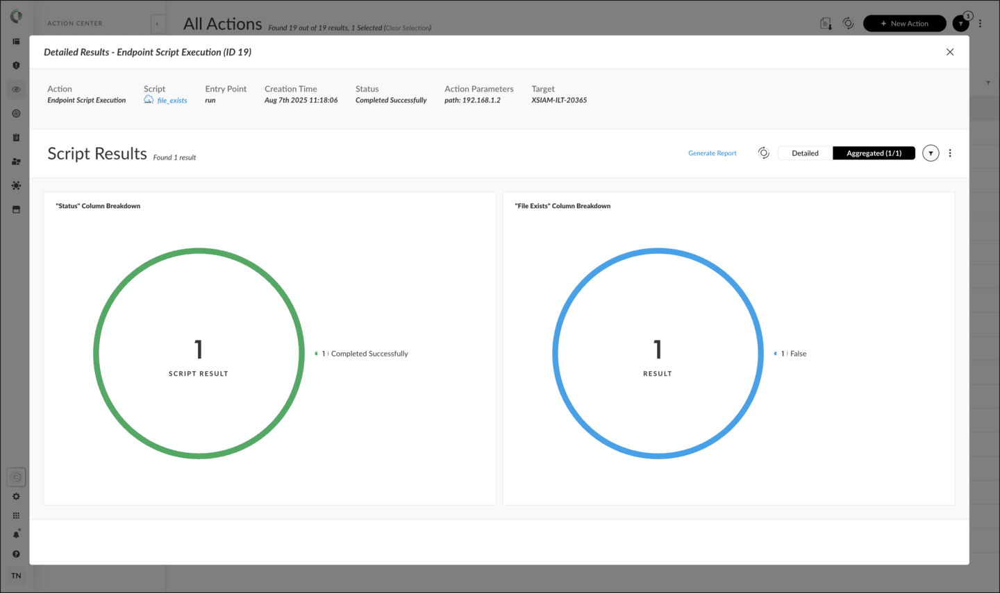 ACTION CENTER
All Actions Found 19 out of 19 results, 1 Selected (Clear Selection)
+ New Action
1
Detailed Results - Endpoint Script Execution (ID 19)
Action
Endpoint Script Execution
Script
file_exists
Entry Point
run
Creation Time
Aug 7th 2025 11:18:06
Status
Completed Successfully
Action Parameters
path: 192.168.1.2
Target
XSIAM-ILT-20365
Script Results Found 1 result
Generate Report
Detailed
Aggregated (1/1)
"Status" Column Breakdown
1
SCRIPT RESULT
1 | Completed Successfully
"File Exists" Column Breakdown
1
RESULT
1 | False
TN